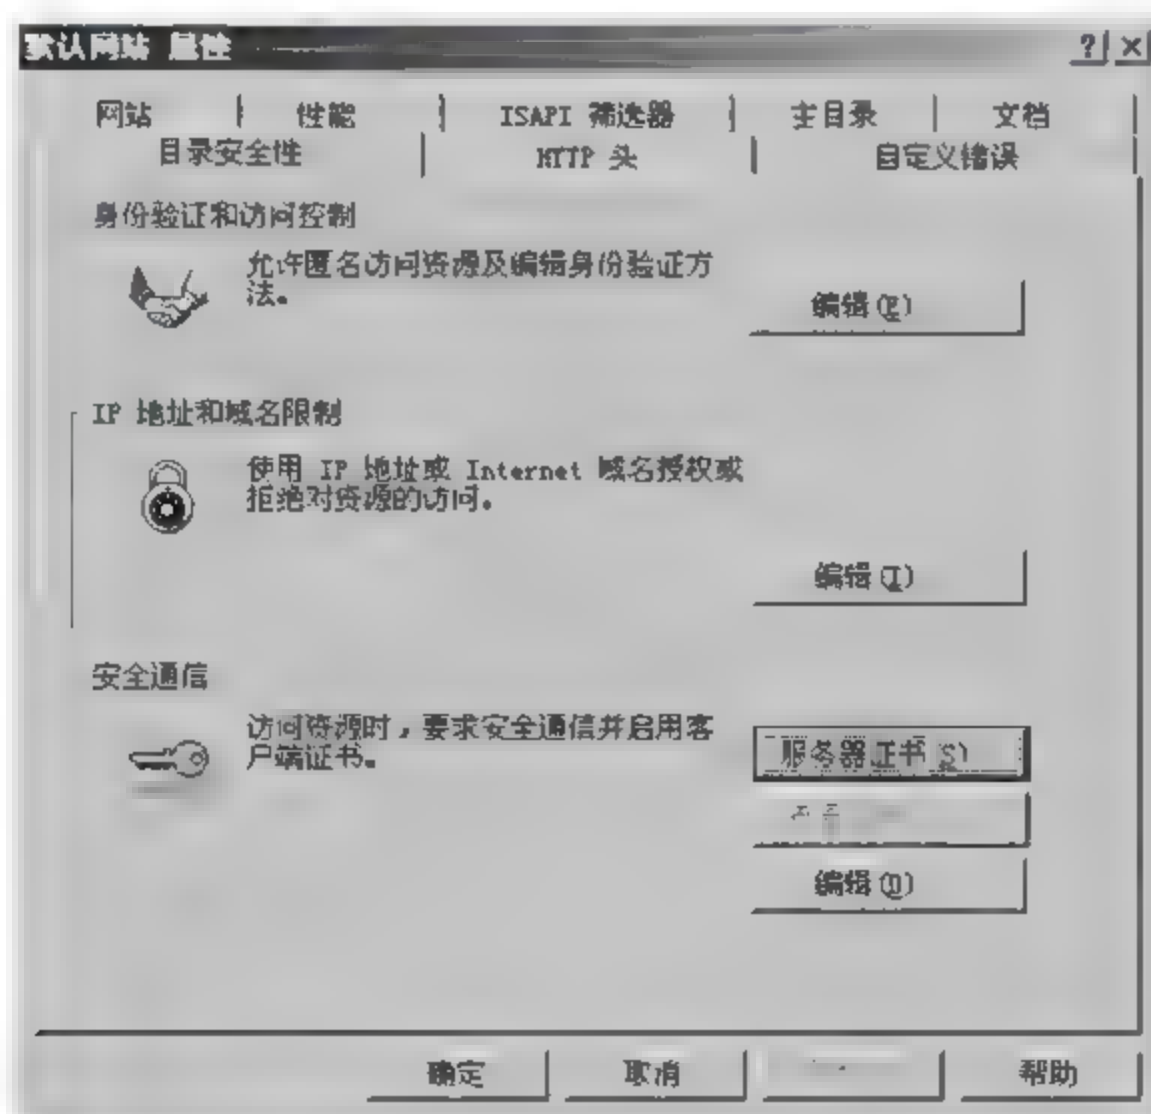 默认网站 属性
网站 性能 ISAPI 筛选器 主目录 文档
目录安全性 HTTP 头 自定义错误
身份验证和访问控制
允许匿名访问资源及编辑身份验证方
法。
编辑(E)
IP 地址和域名限制
使用 IP 地址或 Internet 域名授权或
拒绝对资源的访问。
编辑(I)
安全通信
访问资源时，要求安全通信并启用客
户端证书。
服务器证书(S)
编辑(D)
确定 取消 帮助